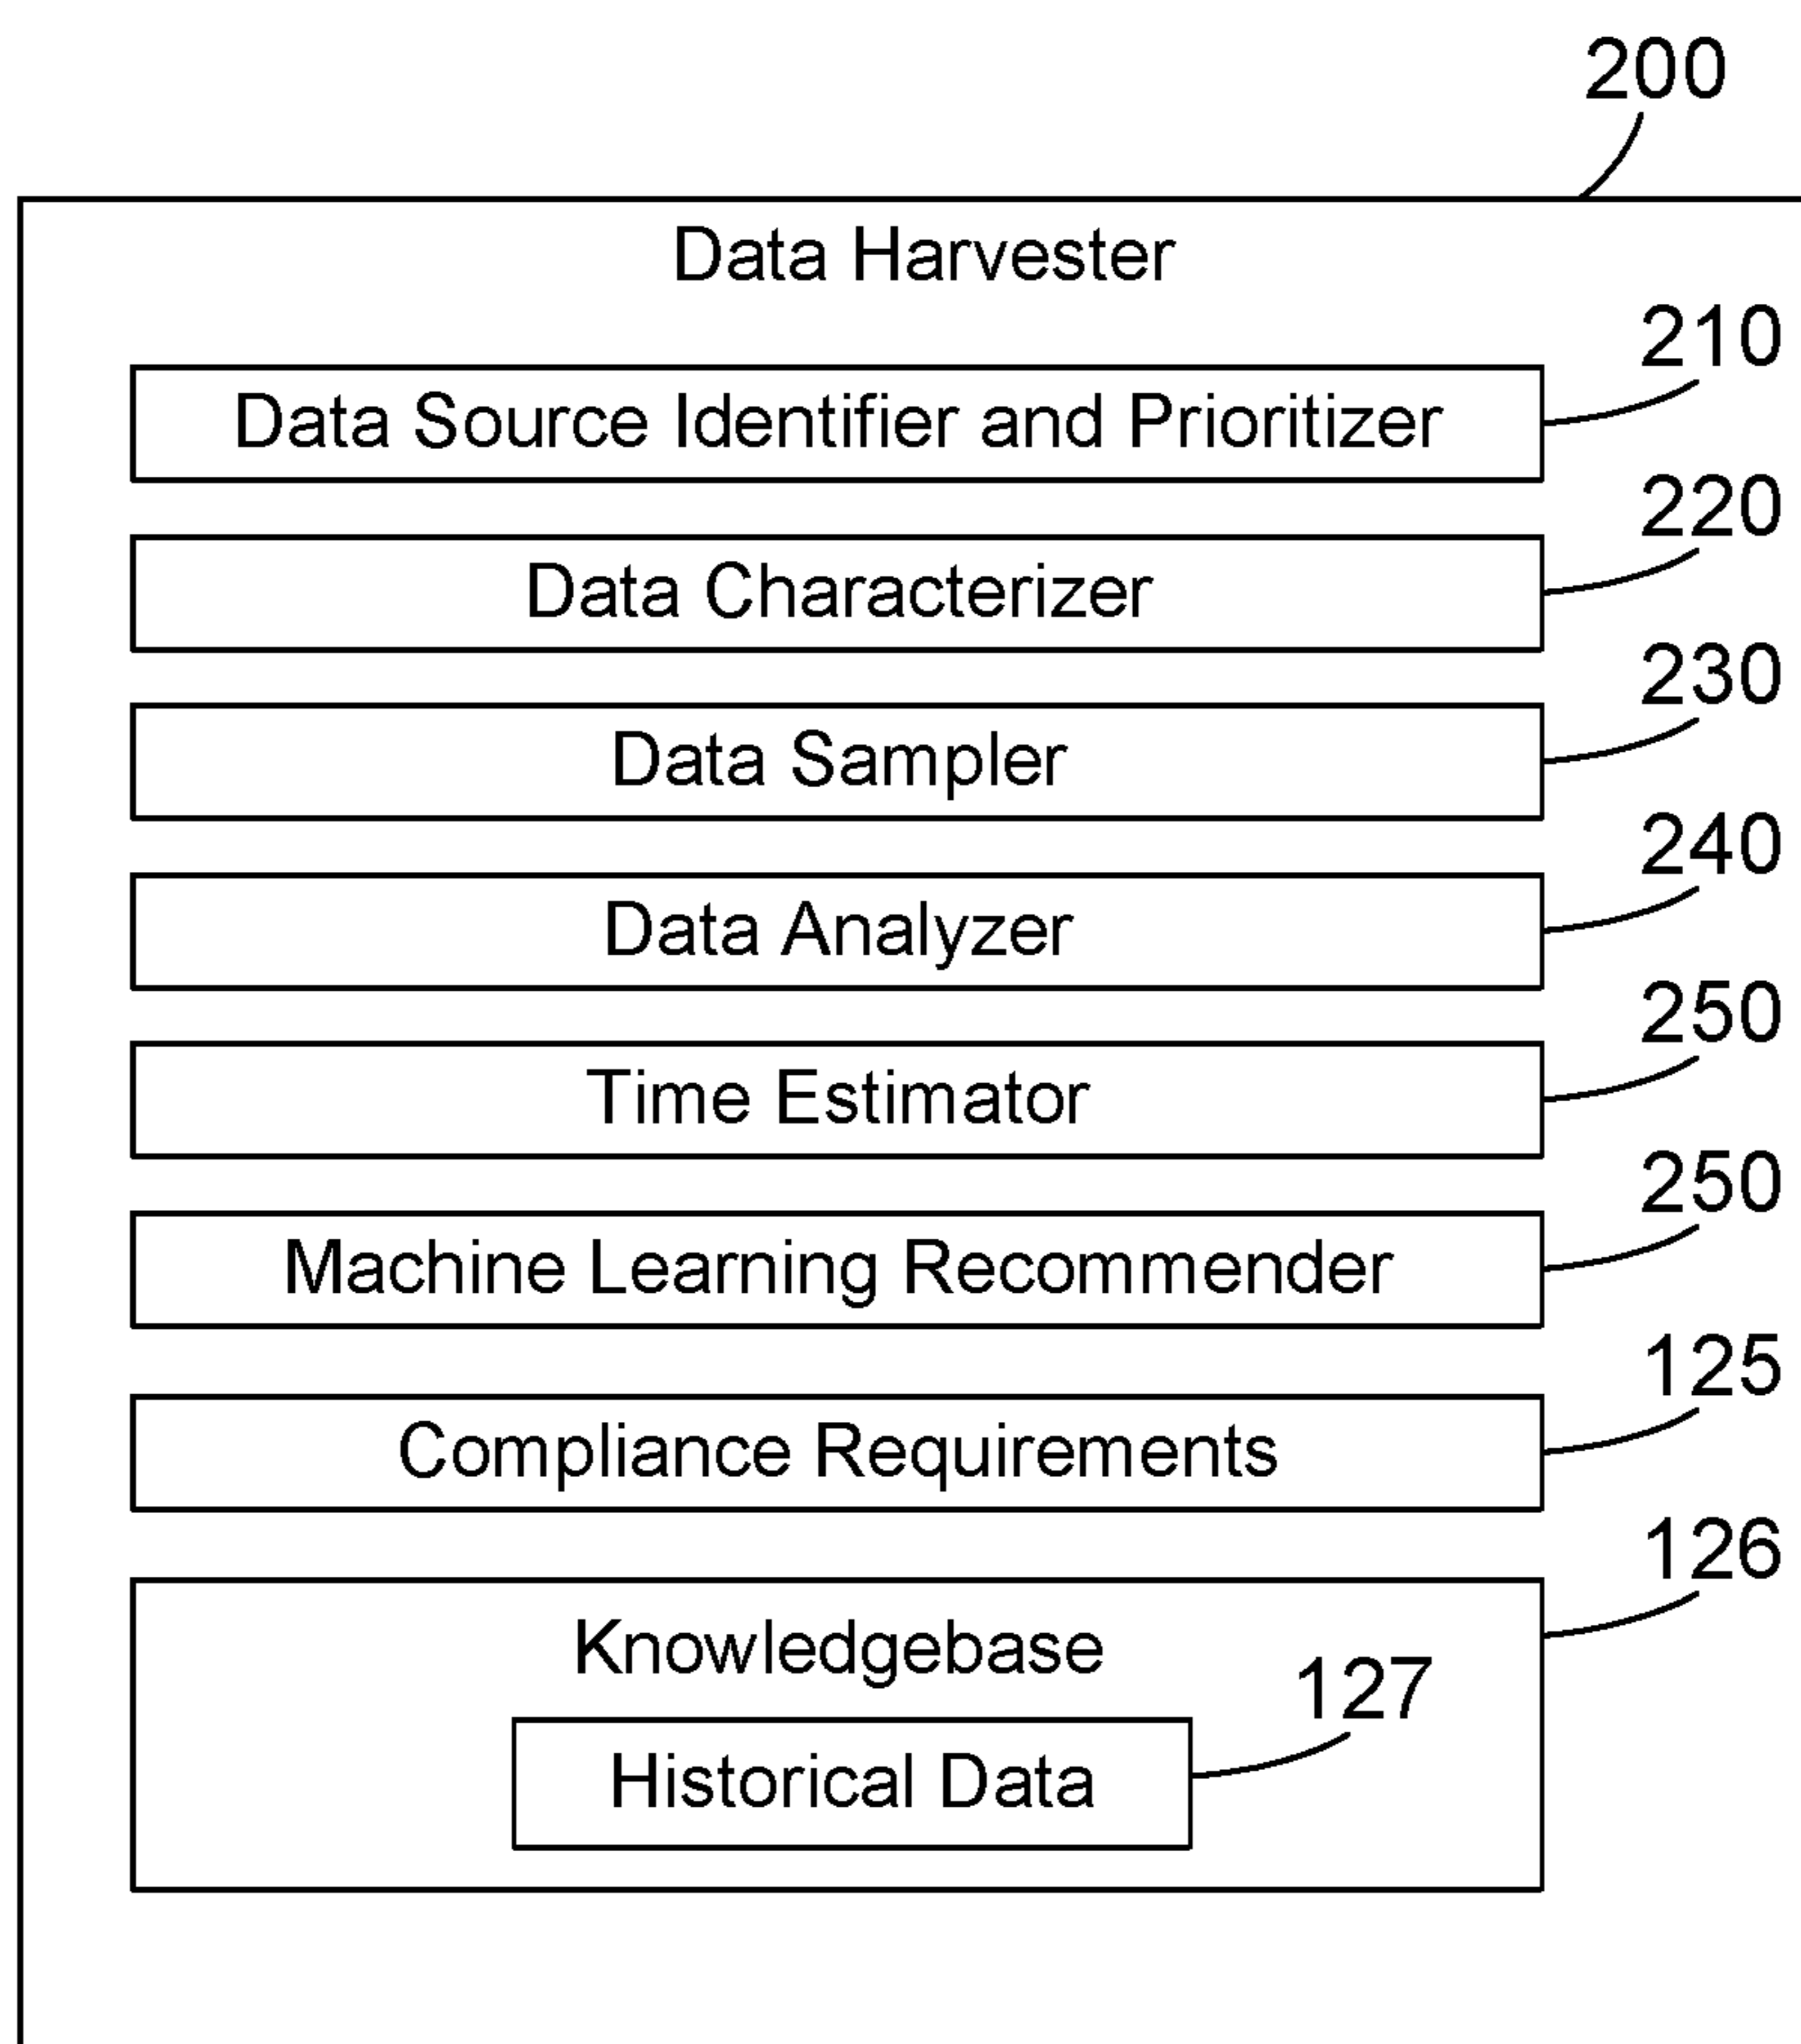 200
Data Harvester
210
Data Source Identifier and Prioritizer
220
Data Characterizer
230
Data Sampler
240
Data Analyzer
250
Time Estimator
250
Machine Learning Recommender
125
Compliance Requirements
126
Knowledgebase
127
Historical Data